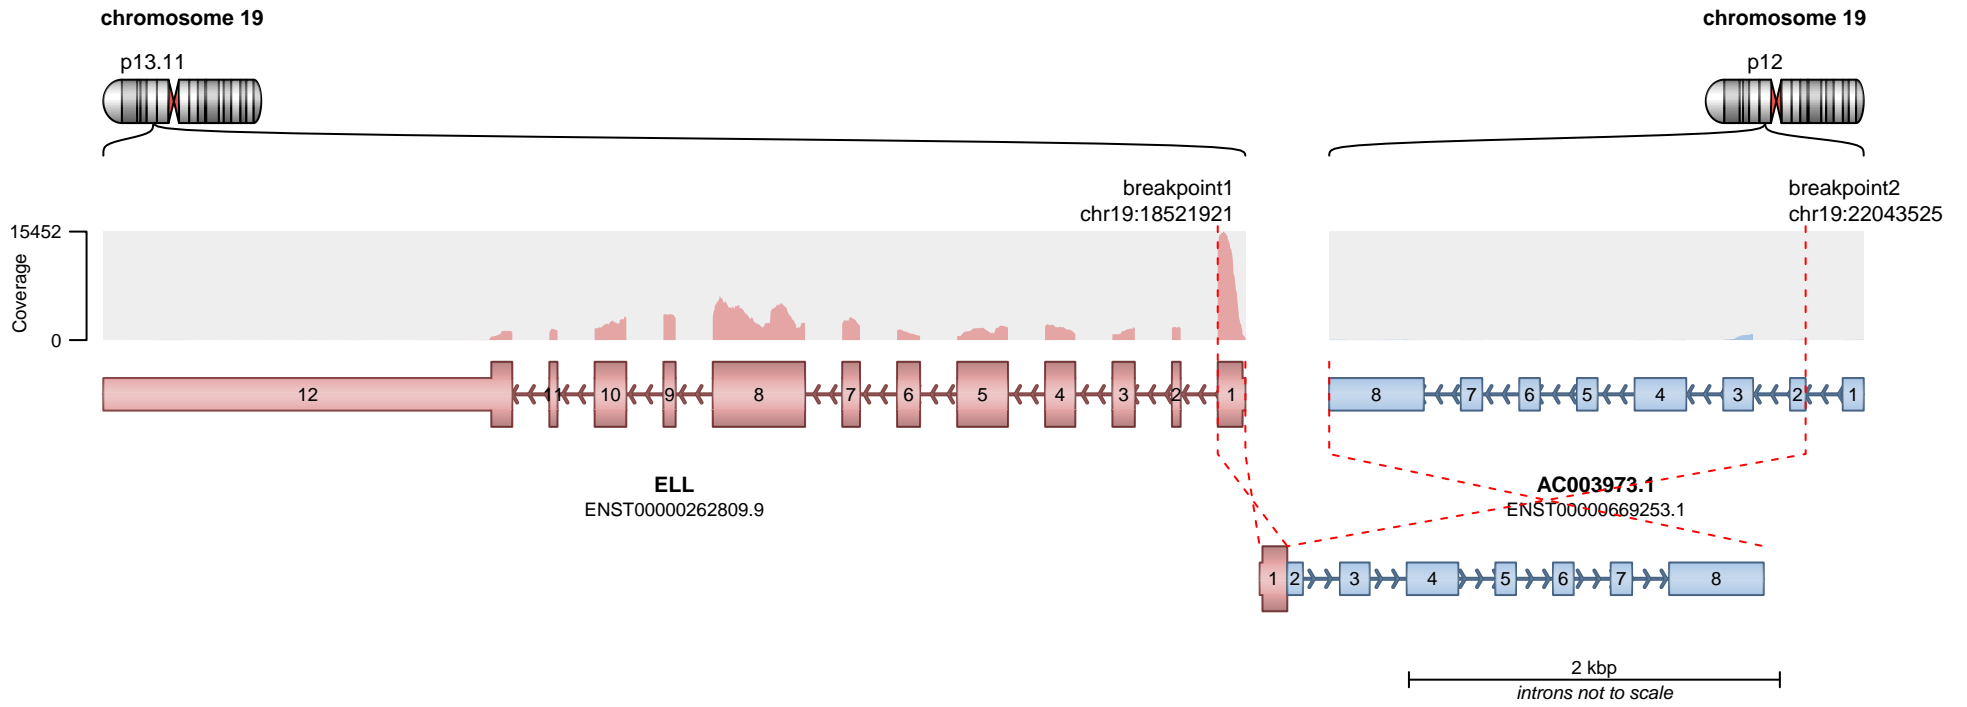 chromosome 19
chromosome 19
p13.11
p12
breakpoint1
chr19:18521921
breakpoint2
chr19:22043525
15452
Coverage
0
12 11 10 9 8 7 6 5 4 3 2 1
8 7 6 5 4 3 2 1
ELL
ENST00000262809.9
AC003973.1
ENST00000669253.1
1 2 3 4 5 6 7 8
2 kbp
introns not to scale